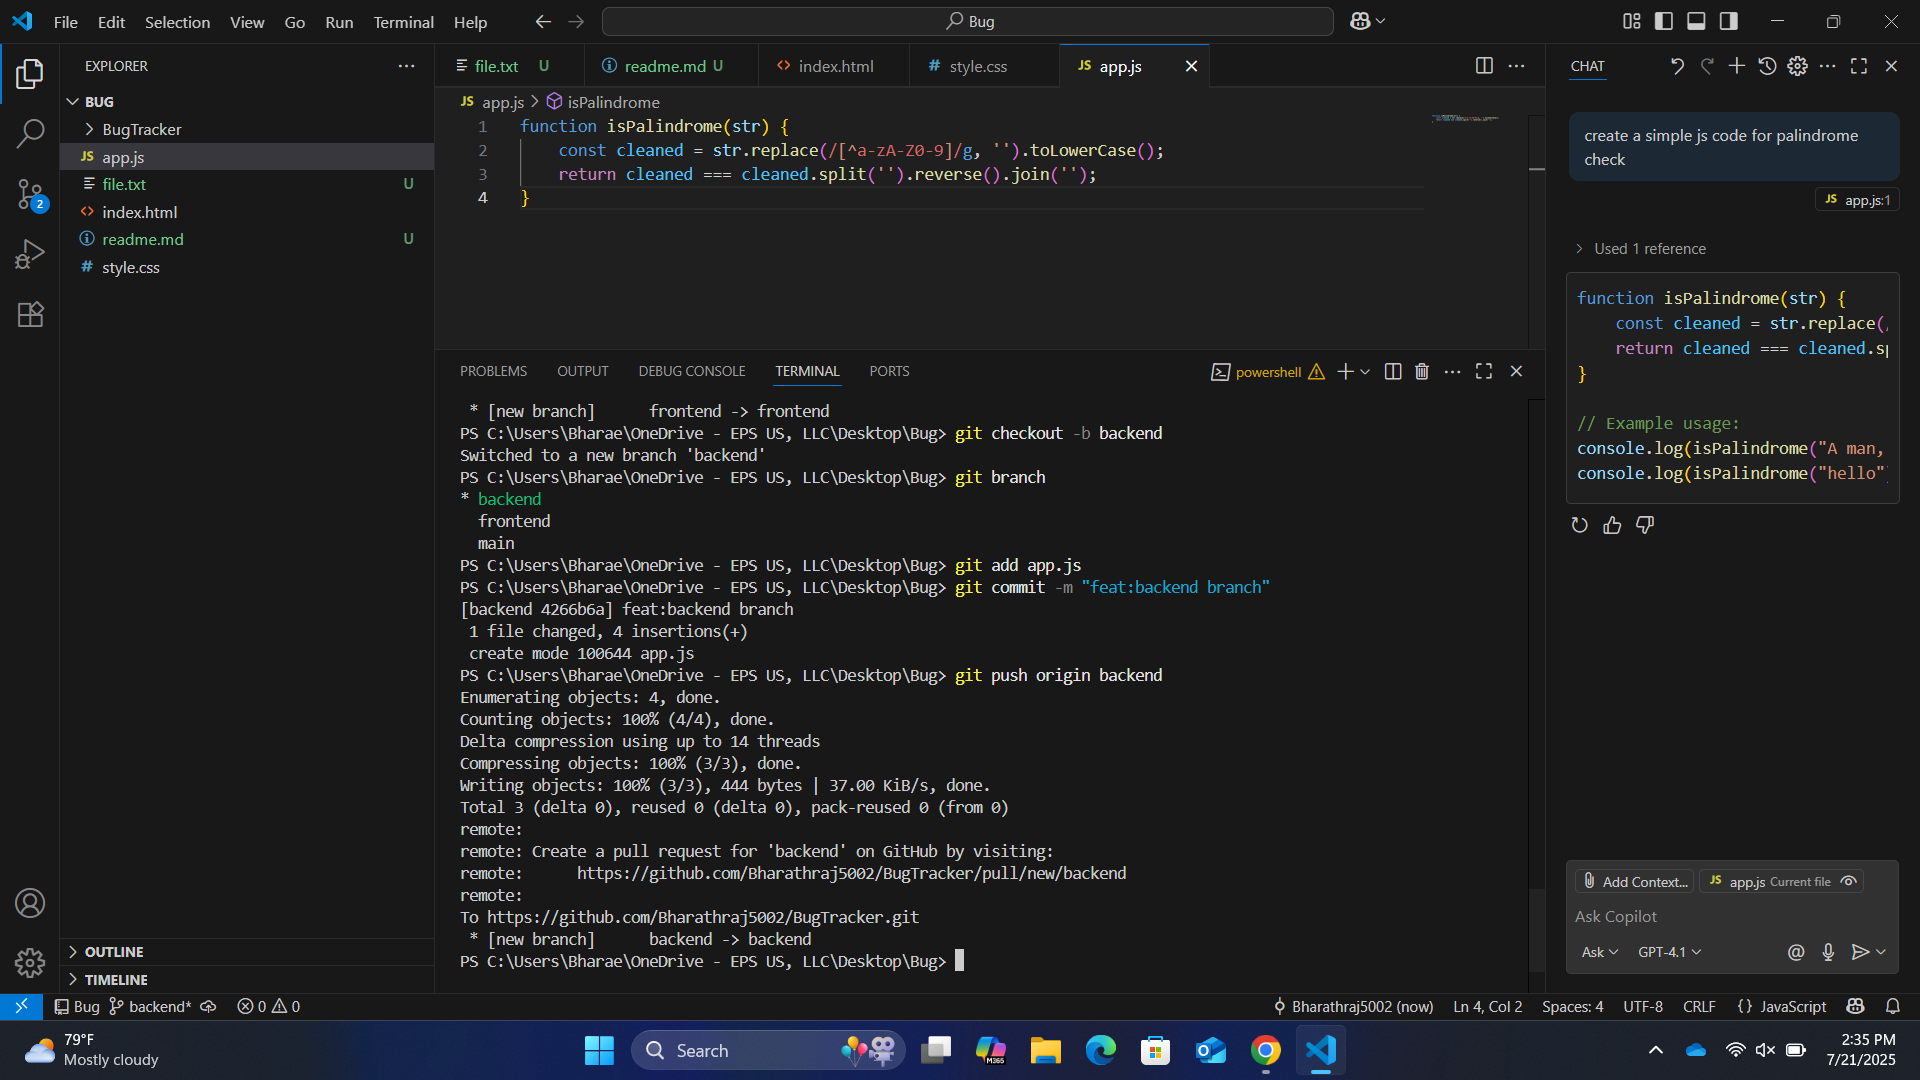 File Edit Selection View Go Run Terminal Help
Bug
EXPLORER
BUG
BugTracker
JS app.js
file.txt U
index.html
readme.md U
# style.css
OUTLINE
TIMELINE
2
file.txt U
readme.md U
index.html
# style.css
JS app.js
JS app.js > isPalindrome
1 function isPalindrome(str) {
2 const cleaned = str.replace(/[^a-zA-Z0-9]/g, '').toLowerCase();
3 return cleaned === cleaned.split('').reverse().join('');
4 }
PROBLEMS OUTPUT DEBUG CONSOLE TERMINAL PORTS
powershell
* [new branch]      frontend -> frontend
PS C:\Users\Bharae\OneDrive - EPS US, LLC\Desktop\Bug> git checkout -b backend
Switched to a new branch 'backend'
PS C:\Users\Bharae\OneDrive - EPS US, LLC\Desktop\Bug> git branch
* backend
frontend
main
PS C:\Users\Bharae\OneDrive - EPS US, LLC\Desktop\Bug> git add app.js
PS C:\Users\Bharae\OneDrive - EPS US, LLC\Desktop\Bug> git commit -m "feat:backend branch"
[backend 4266b6a] feat:backend branch
1 file changed, 4 insertions(+)
create mode 100644 app.js
PS C:\Users\Bharae\OneDrive - EPS US, LLC\Desktop\Bug> git push origin backend
Enumerating objects: 4, done.
Counting objects: 100% (4/4), done.
Delta compression using up to 14 threads
Compressing objects: 100% (3/3), done.
Writing objects: 100% (3/3), 444 bytes | 37.00 KiB/s, done.
Total 3 (delta 0), reused 0 (delta 0), pack-reused 0 (from 0)
remote:
remote: Create a pull request for 'backend' on GitHub by visiting:
remote:      https://github.com/Bharathraj5002/BugTracker/pull/new/backend
remote:
To https://github.com/Bharathraj5002/BugTracker.git
* [new branch]      backend -> backend
PS C:\Users\Bharae\OneDrive - EPS US, LLC\Desktop\Bug>
CHAT
create a simple js code for palindrome
check
JS app.js:1
Used 1 reference
function isPalindrome(str) {
const cleaned = str.replace(
return cleaned === cleaned.sp
}
// Example usage:
console.log(isPalindrome("A man,
console.log(isPalindrome("hello"
Add Context... JS app.js Current file
Ask Copilot
Ask GPT-4.1 @
Bug backend* 0 0
Bharathraj5002 (now) Ln 4, Col 2 Spaces: 4 UTF-8 CRLF {} JavaScript
79°F
Mostly cloudy
Search
M365
2:35 PM
7/21/2025